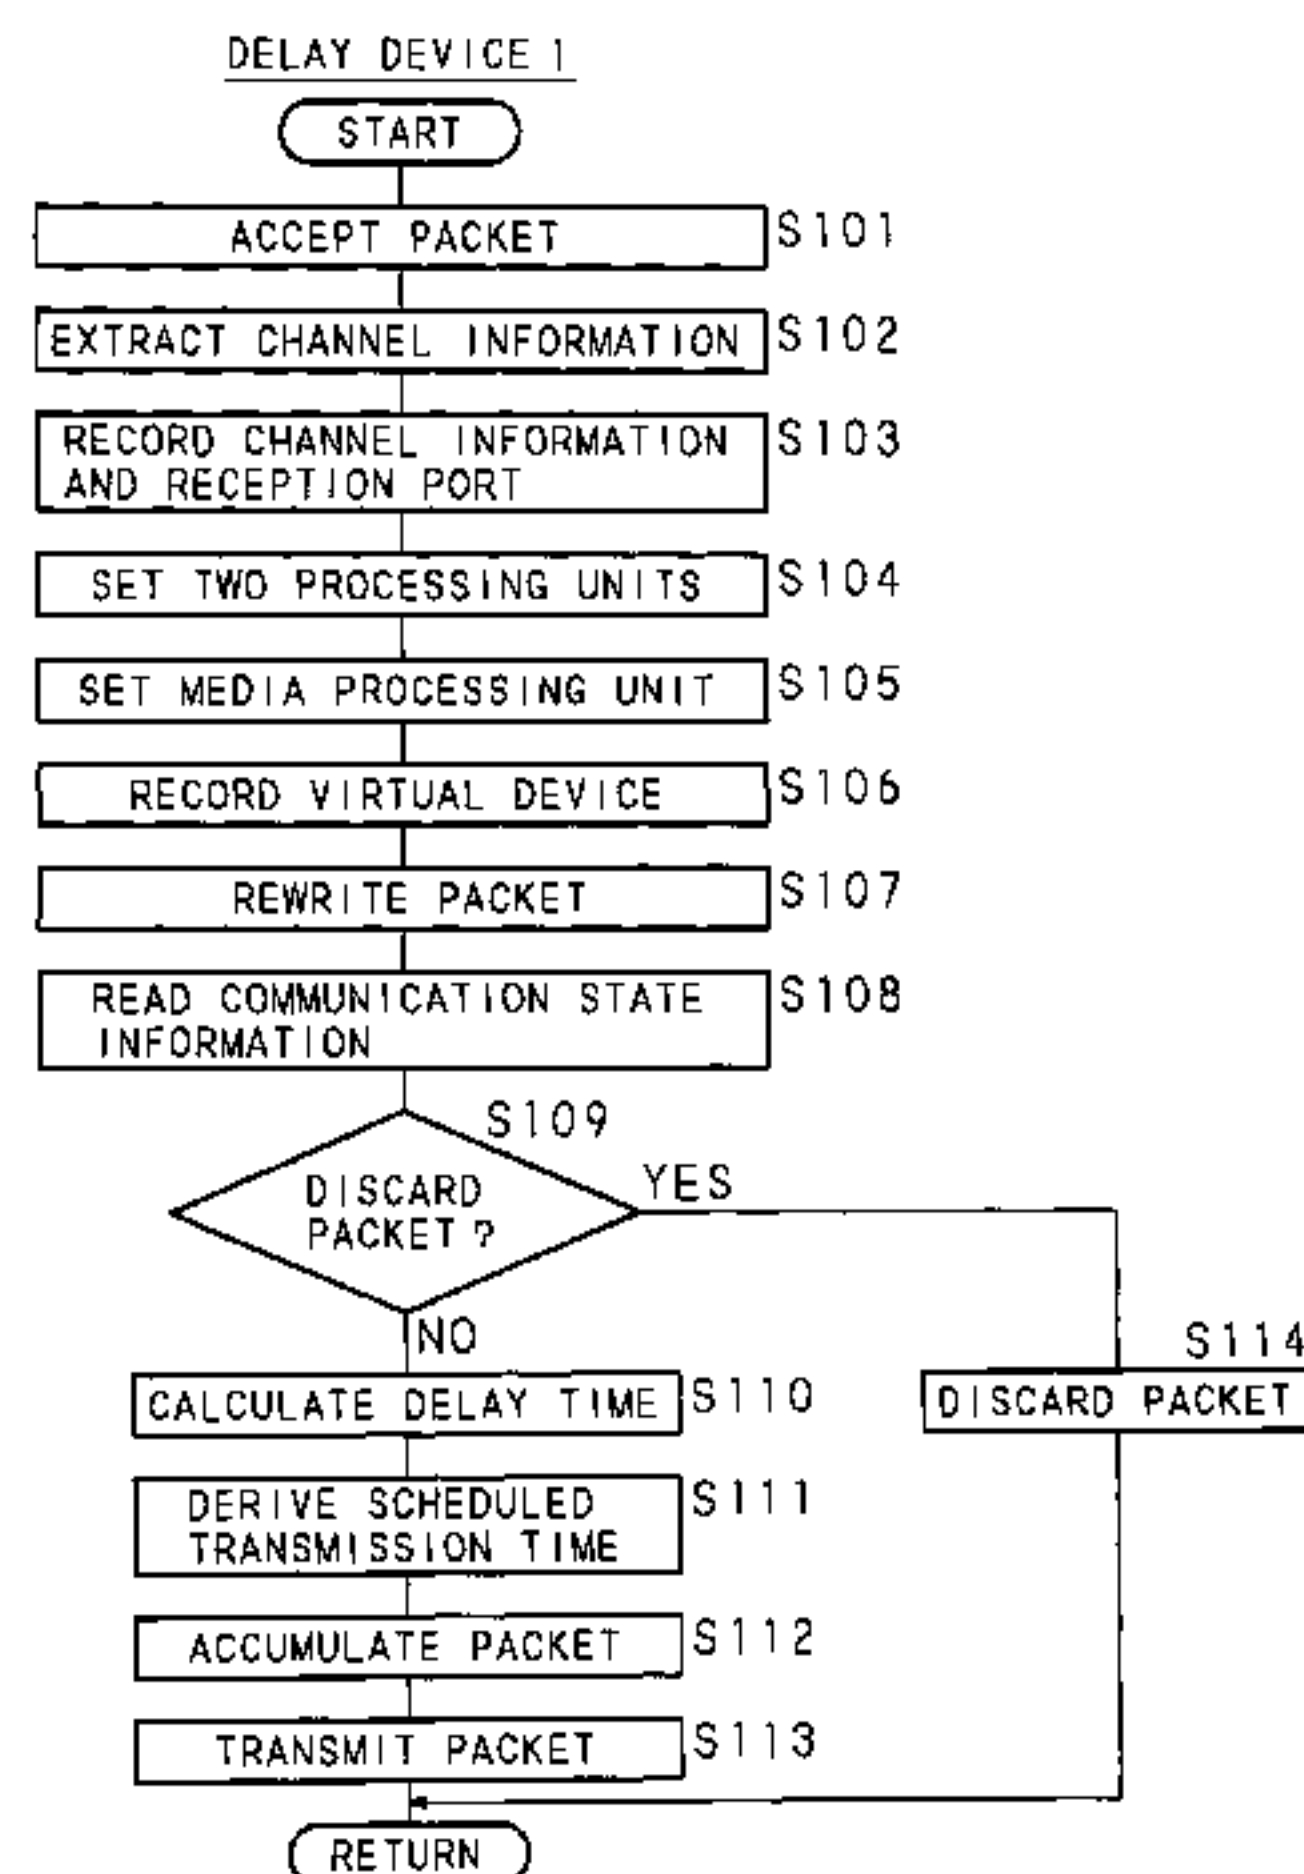 DELAY DEVICE 1
START
ACCEPT PACKET
S101
EXTRACT CHANNEL INFORMATION
S102
RECORD CHANNEL INFORMATION
AND RECEPTION PORT
S103
SET TWO PROCESSING UNITS
S104
SET MEDIA PROCESSING UNIT
S105
RECORD VIRTUAL DEVICE
S106
REWRITE PACKET
S107
READ COMMUNICATION STATE
INFORMATION
S108
S109
DISCARD
PACKET?
YES
NO
CALCULATE DELAY TIME
S110
S114
DISCARD PACKET
DERIVE SCHEDULED
TRANSMISSION TIME
S111
ACCUMULATE PACKET
S112
TRANSMIT PACKET
S113
RETURN